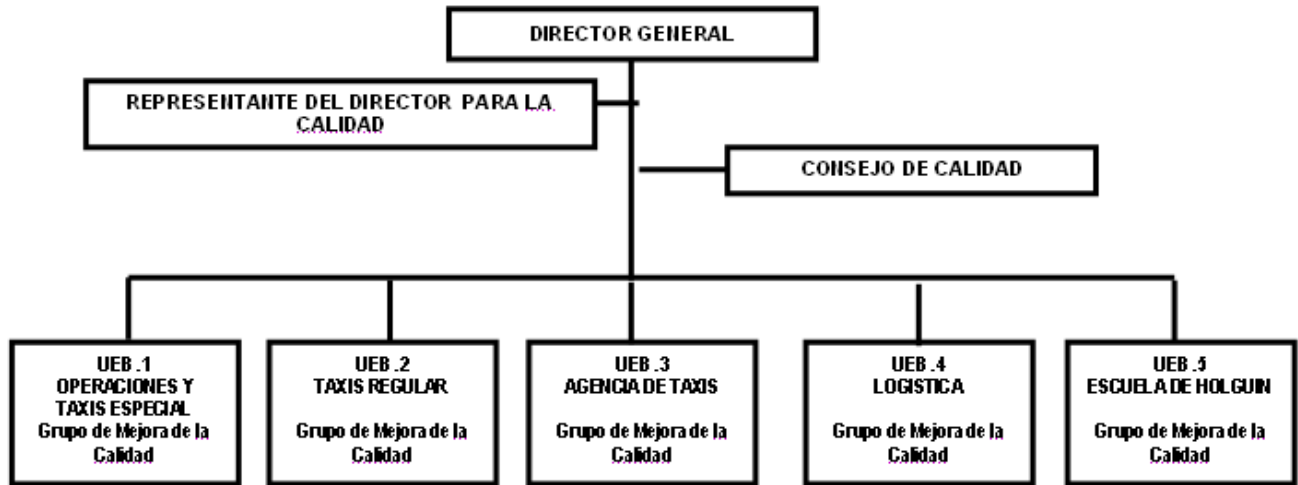 DIRECTOR GENERAL
REPRESENTANTE DEL DIRECTOR PARA LA
CALIDAD
CONSEJO DE CALIDAD
UEB .1
OPERACIONES Y
TAXIS ESPECIAL
Grupo de Mejora de la
Calidad
UEB .2
TAXIS REGULAR
Grupo de Mejora de la
Calidad
UEB .3
AGENCIA DE TAXIS
Grupo de Mejora de la
Calidad
UEB .4
LOGISTICA
Grupo de Mejora de la
Calidad
UEB .5
ESCUELA DE HOLGUIN
Grupo de Mejora de la
Calidad